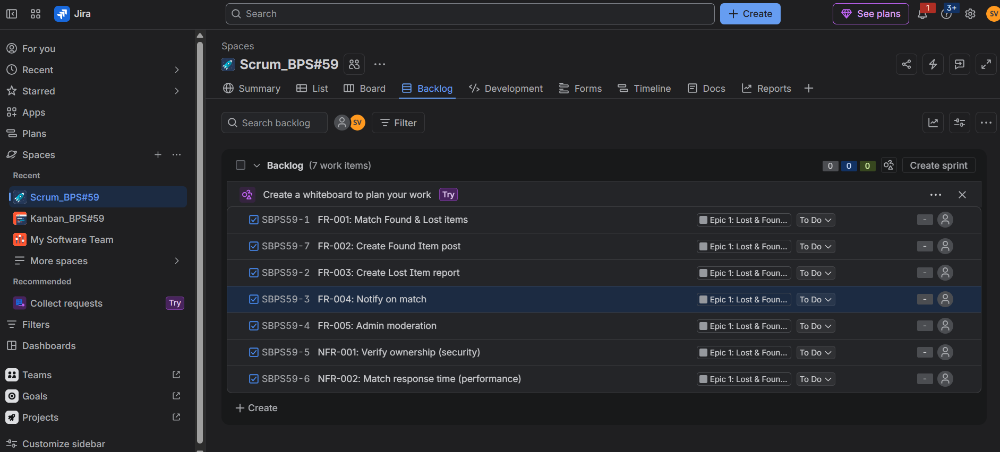 Jira
Search
Create
See plans
1
3+
SV
For you
Recent
Starred
Apps
Plans
Spaces
Recent
Scrum_BPS#59
Kanban_BPS#59
My Software Team
More spaces
Recommended
Collect requests Try
Filters
Dashboards
Teams
Goals
Projects
Customize sidebar
Spaces
Scrum_BPS#59
Summary List Board Backlog Development Forms Timeline Docs Reports
Search backlog SV Filter
Backlog (7 work items) 0 0 0 Create sprint
Create a whiteboard to plan your work Try
SBPS59-1 FR-001: Match Found & Lost items Epic 1: Lost & Foun... To Do -
SBPS59-7 FR-002: Create Found Item post Epic 1: Lost & Foun... To Do -
SBPS59-2 FR-003: Create Lost Item report Epic 1: Lost & Foun... To Do -
SBPS59-3 FR-004: Notify on match Epic 1: Lost & Foun... To Do -
SBPS59-4 FR-005: Admin moderation Epic 1: Lost & Foun... To Do -
SBPS59-5 NFR-001: Verify ownership (security) Epic 1: Lost & Foun... To Do -
SBPS59-6 NFR-002: Match response time (performance) Epic 1: Lost & Foun... To Do -
Create